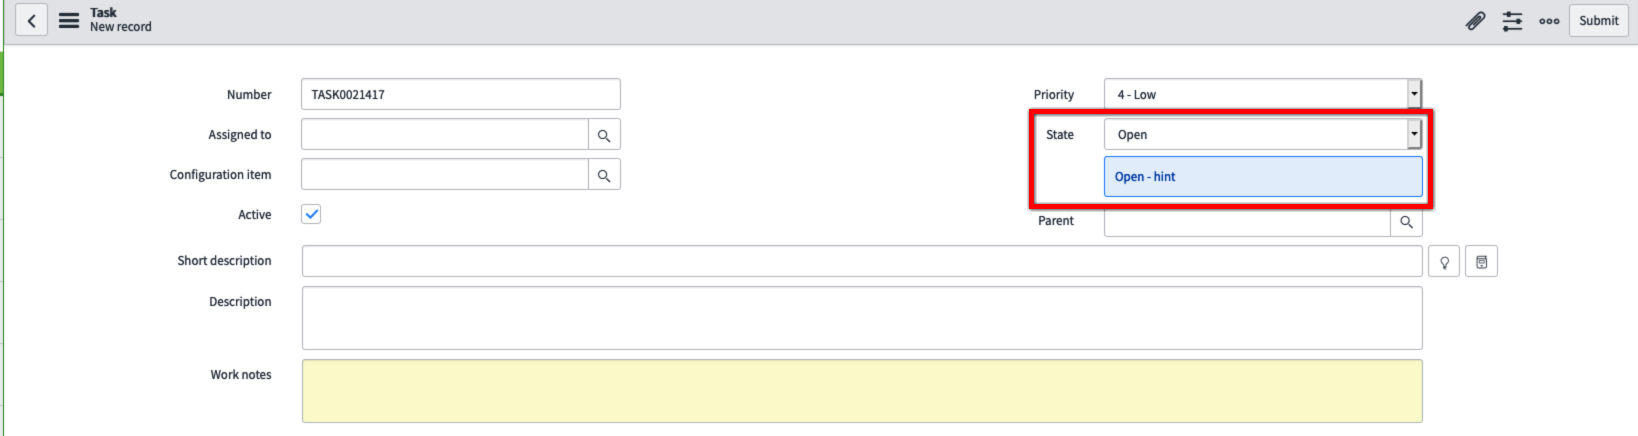 Task
New record
Submit
Number TASK0021417
Priority 4 - Low
Assigned to
State Open
Configuration item
Open - hint
Active
Parent
Short description
Description
Work notes